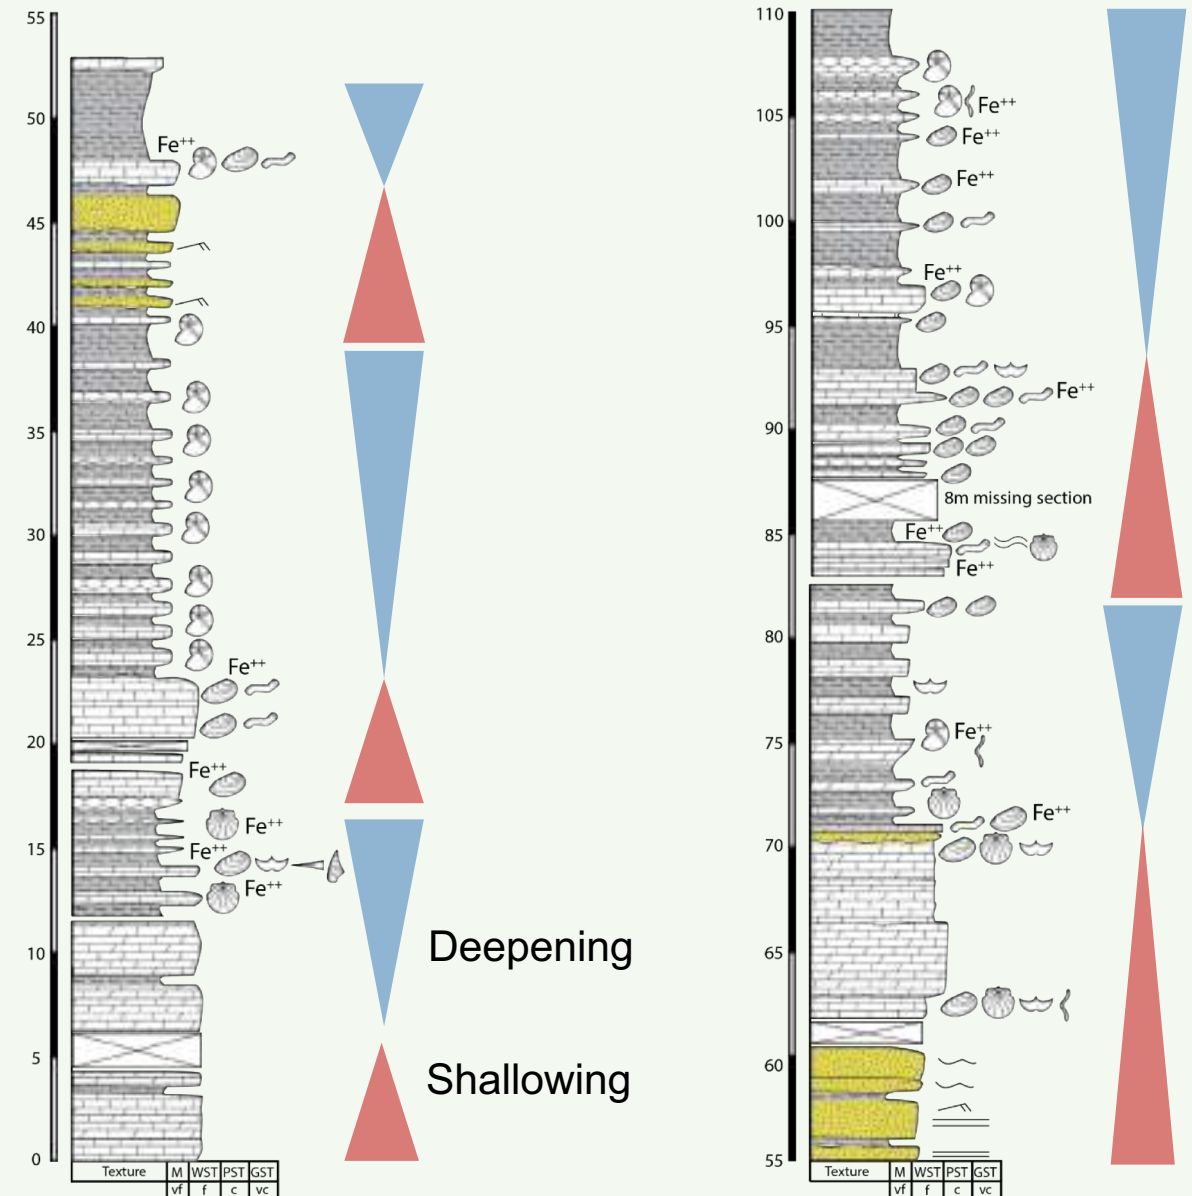 55
50
45
40
35
30
25
20
15
10
5
0
Fe++
Fe++
Fe++
Fe++
Fe++
Fe++
Deepening
Shallowing
Texture M WST PST GST
vf f c vc
110
105
100
95
90
85
80
75
70
65
60
55
Fe++
Fe++
Fe++
Fe++
Fe++
8m missing section
Fe++
Fe++
Fe++
Fe++
Texture M WST PST GST
vf f c vc